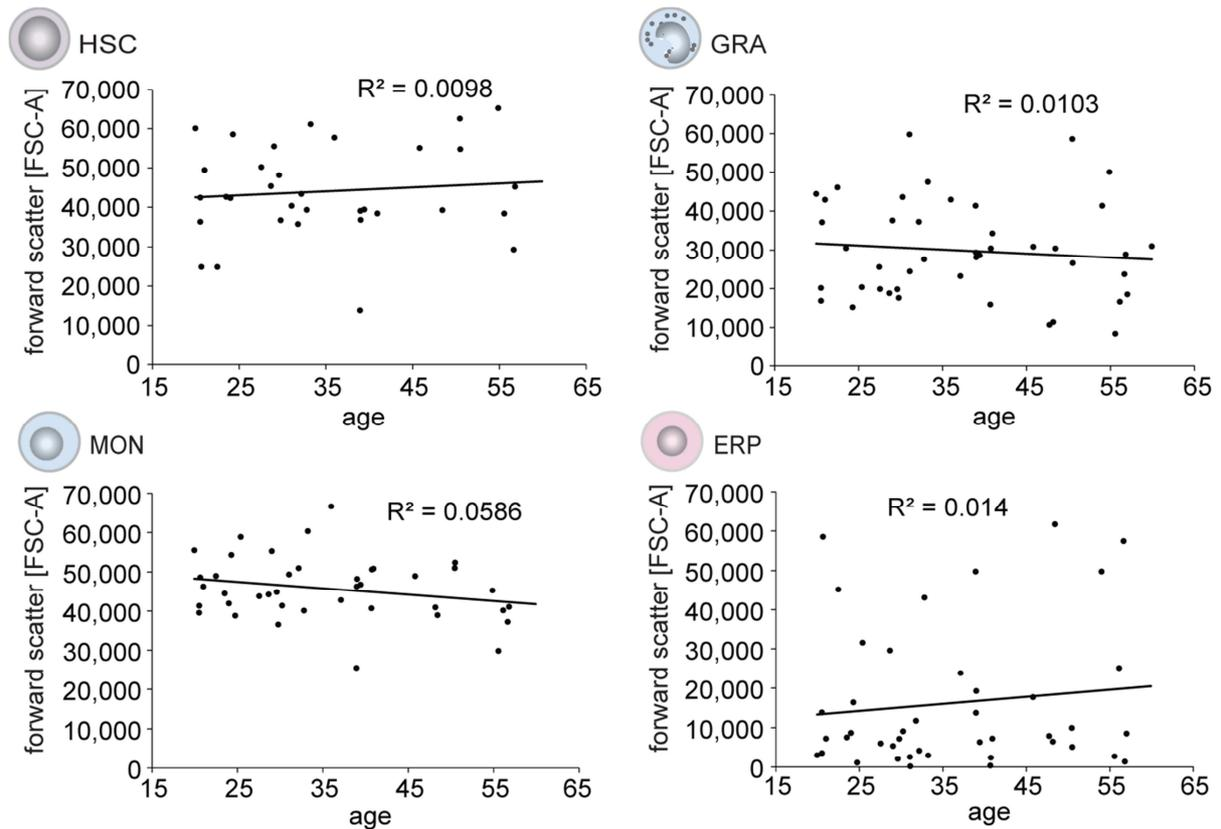 HSC
R² = 0.0098
forward scatter [FSC-A]
70,000
60,000
50,000
40,000
30,000
20,000
10,000
0
15 25 35 45 55 65
age
GRA
R² = 0.0103
forward scatter [FSC-A]
70,000
60,000
50,000
40,000
30,000
20,000
10,000
0
15 25 35 45 55 65
age
MON
R² = 0.0586
forward scatter [FSC-A]
70,000
60,000
50,000
40,000
30,000
20,000
10,000
0
15 25 35 45 55 65
age
ERP
R² = 0.014
forward scatter [FSC-A]
70,000
60,000
50,000
40,000
30,000
20,000
10,000
0
15 25 35 45 55 65
age